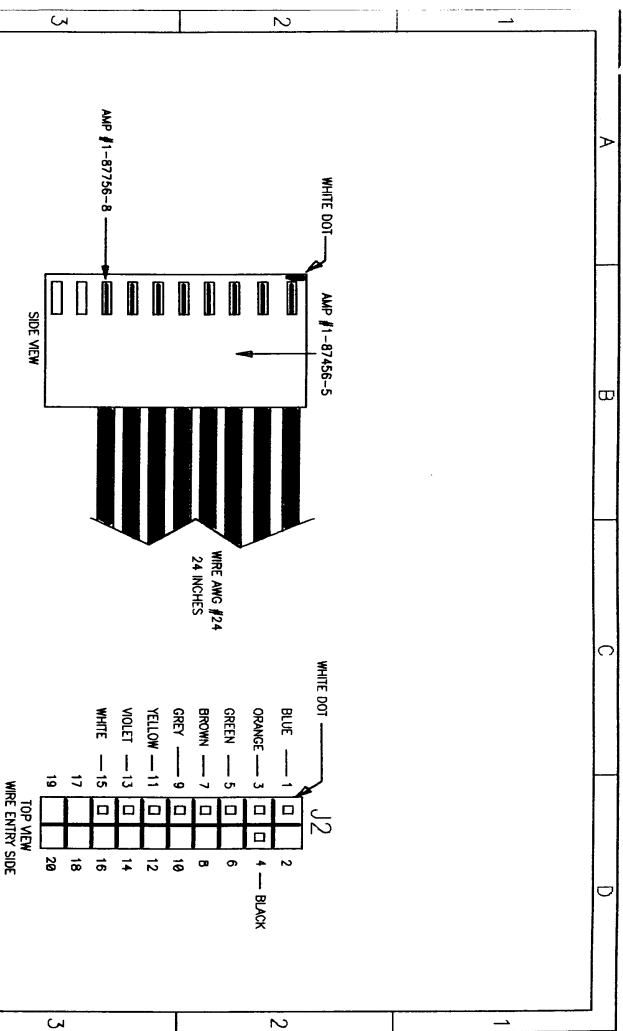 A
B
C
D
1
1
2
2
3
3
WHITE DOT
AMP #1-87456-5
AMP #1-87756-8
SIDE VIEW
WIRE AWG #24
24 INCHES
WHITE DOT
J2
BLUE — 1 2
ORANGE — 3 4 — BLACK
GREEN — 5 6
BROWN — 7 8
GREY — 9 10
YELLOW — 11 12
VIOLET — 13 14
WHITE — 15 16
17 18
19 20
TOP VIEW
WIRE ENTRY SIDE